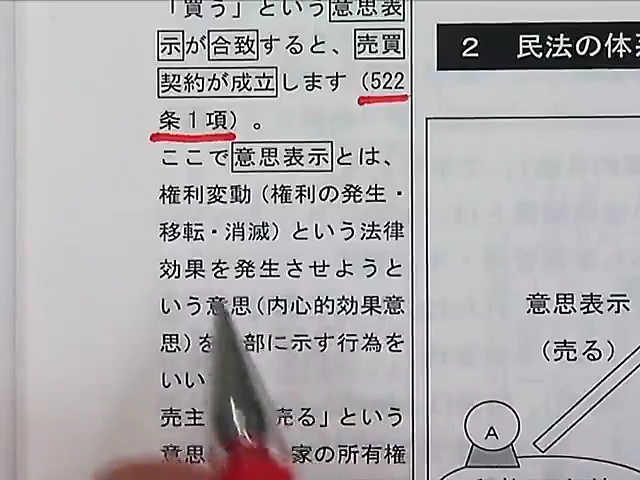 「買う」という意思表
示が合致すると、売買
契約が成立します（522
条１項）。
ここで意思表示とは、
権利変動（権利の発生・
移転・消滅）という法律
効果を発生させようと
いう意思（内心的効果意
思）を部に示す行為を
いい
売主 売る」という
意思 家の所有権
2 民法の体
意思表示
（売る）
A